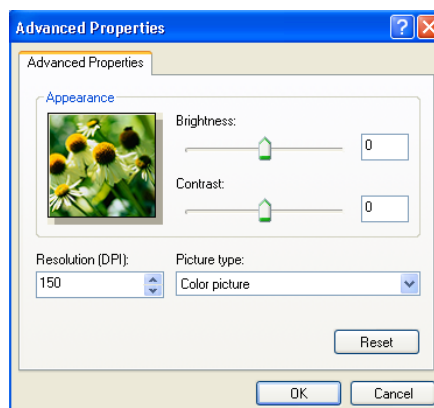 Advanced Properties
Advanced Properties
Appearance
Brightness:
0
Contrast:
0
Resolution (DPI):
Picture type:
150
Color picture
Reset
OK
Cancel